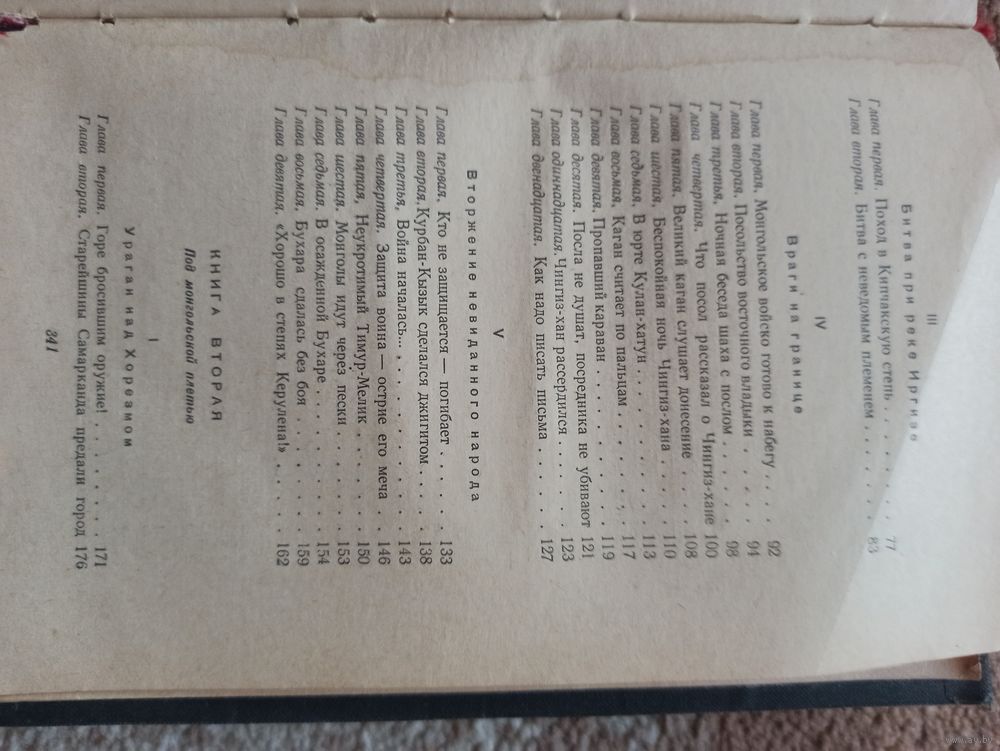 III
Битва при реке Иргизе
Глава первая. Поход в Кипчакскую степь . . . . . . 77
Глава вторая. Битва с неведомым племенем . . . . . 83
IV
Враги на границе
Глава первая. Монгольское войско готово к набегу . . . 92
Глава вторая. Посольство восточного владыки . . . . 94
Глава третья. Ночная беседа шаха с послом . . . . . 98
Глава четвертая. Что посол рассказал о Чингиз-хане 100
Глава пятая. Великий каган слушает донесение . . . 108
Глава шестая. Беспокойная ночь Чингиз-хана . . . . 110
Глава седьмая. В юрте Кулан-хатун . . . . . . . . 113
Глава восьмая. Каган считает по пальцам . . . . . 117
Глава девятая. Пропавший караван . . . . . . . . 119
Глава десятая. Посла не душат, посредника не убивают 121
Глава одиннадцатая. Чингиз-хан рассердился . . . . . 123
Глава двенадцатая. Как надо писать письма . . . . . 127
V
Вторжение невиданного народа
Глава первая. Кто не защищается — погибает . . . . . 133
Глава вторая. Курбан-Кызык сделался джигитом . . . 138
Глава третья. Война началась... . . . . . . . . . 143
Глава четвертая. Защита воина — острие его меча . . 146
Глава пятая. Неукротимый Тимур-Мелик . . . . . . 150
Глава шестая. Монголы идут через пески . . . . . . 153
Глава седьмая. В осажденной Бухаре . . . . . . . . 154
Глава восьмая. Бухара сдалась без боя . . . . . . 159
Глава девятая. «Хорошо в степях Керулена!» . . . . 162
КНИГА ВТОРАЯ
Под монгольской плетью
I
Ураган над Хорезмом
Глава первая. Горе бросившим оружие! . . . . . . . 171
Глава вторая. Старейшины Самарканда предали город 176
341
www.ay.by